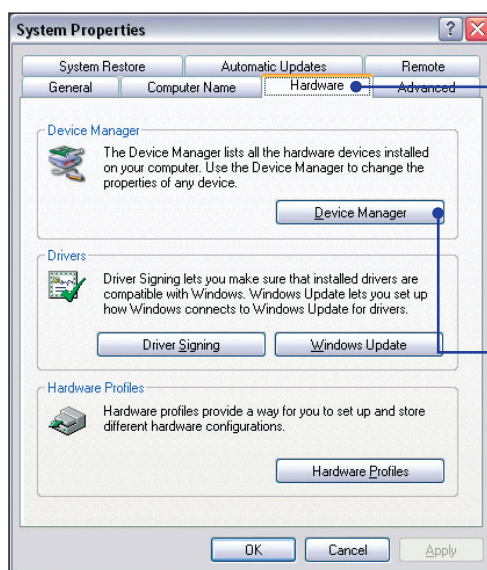 System Properties
System Restore Automatic Updates Remote
General Computer Name Hardware Advanced
Device Manager
The Device Manager lists all the hardware devices installed
on your computer. Use the Device Manager to change the
properties of any device.
Device Manager
Drivers
Driver Signing lets you make sure that installed drivers are
compatible with Windows. Windows Update lets you set up
how Windows connects to Windows Update for drivers.
Driver Signing Windows Update
Hardware Profiles
Hardware profiles provide a way for you to set up and store
different hardware configurations.
Hardware Profiles
OK Cancel Apply